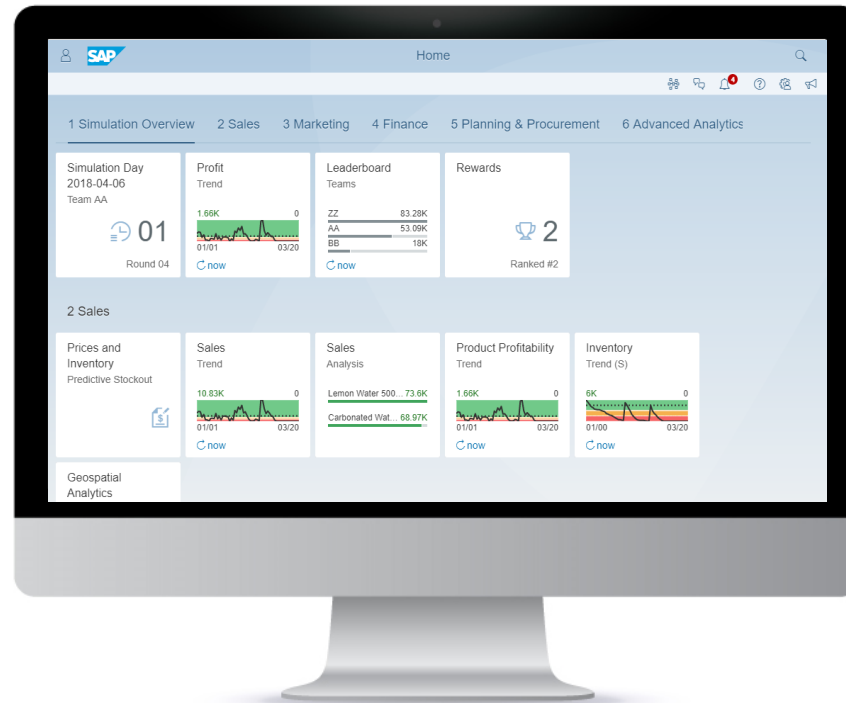 SAP
Home
4
1 Simulation Overview 2 Sales 3 Marketing 4 Finance 5 Planning & Procurement 6 Advanced Analytics
Simulation Day
2018-04-06
Team AA
01
Round 04
Profit
Trend
1.66K 0
01/01 03/20
now
Leaderboard
Teams
ZZ 83.28K
AA 53.09K
BB 18K
now
Rewards
2
Ranked #2
2 Sales
Prices and
Inventory
Predictive Stockout
$
Sales
Trend
10.83K 0
01/01 03/20
now
Sales
Analysis
Lemon Water 500... 73.6K
Carbonated Wat... 68.97K
Product Profitability
Trend
1.66K 0
01/01 03/20
now
Inventory
Trend (S)
6K 0
01/00 03/20
now
Geospatial
Analytics